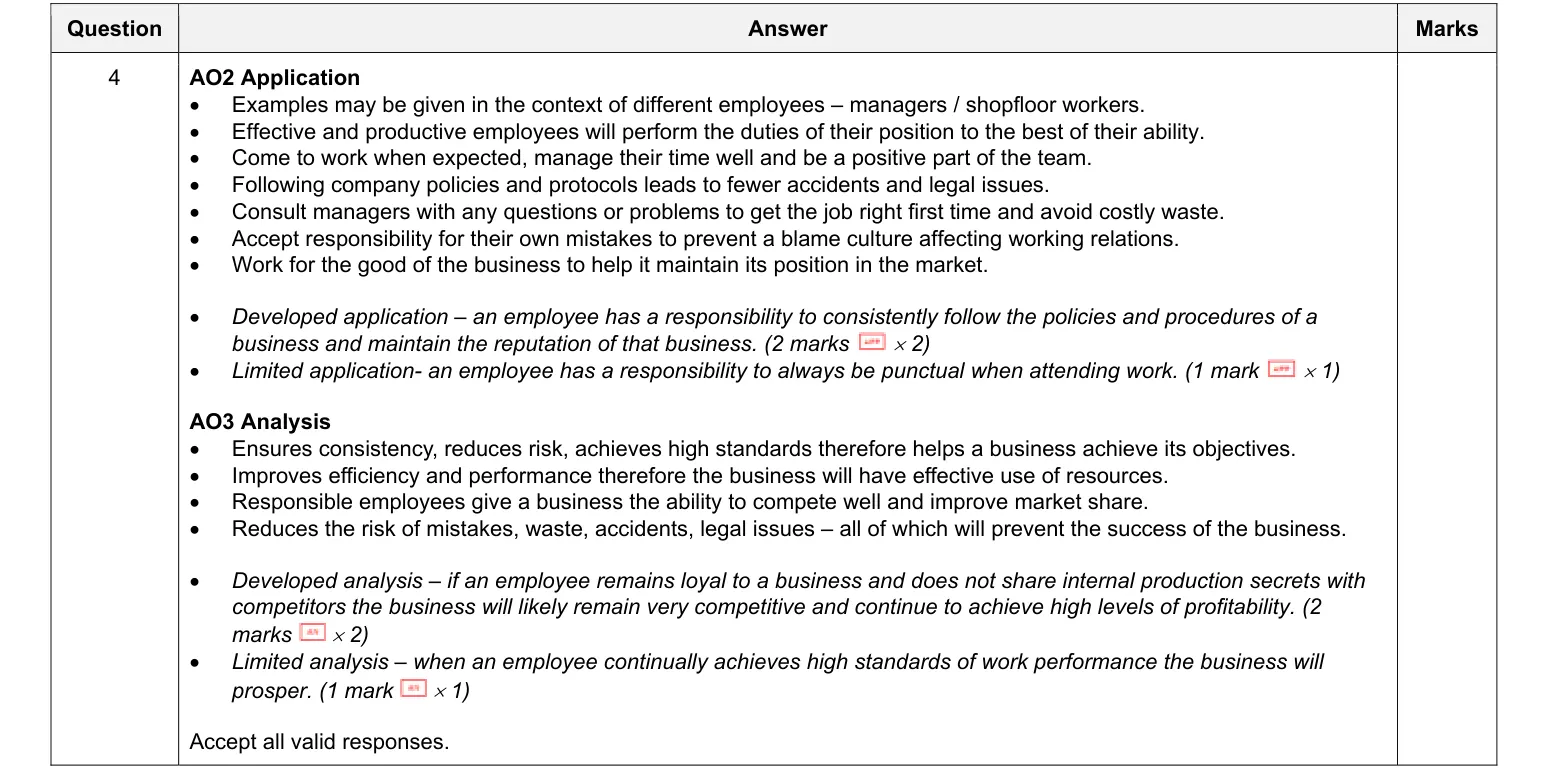 Question Answer Marks
4 AO2 Application
• Examples may be given in the context of different employees – managers / shopfloor workers.
• Effective and productive employees will perform the duties of their position to the best of their ability.
• Come to work when expected, manage their time well and be a positive part of the team.
• Following company policies and protocols leads to fewer accidents and legal issues.
• Consult managers with any questions or problems to get the job right first time and avoid costly waste.
• Accept responsibility for their own mistakes to prevent a blame culture affecting working relations.
• Work for the good of the business to help it maintain its position in the market.
• Developed application – an employee has a responsibility to consistently follow the policies and procedures of a
business and maintain the reputation of that business. (2 marks × 2)
• Limited application- an employee has a responsibility to always be punctual when attending work. (1 mark × 1)
AO3 Analysis
• Ensures consistency, reduces risk, achieves high standards therefore helps a business achieve its objectives.
• Improves efficiency and performance therefore the business will have effective use of resources.
• Responsible employees give a business the ability to compete well and improve market share.
• Reduces the risk of mistakes, waste, accidents, legal issues – all of which will prevent the success of the business.
• Developed analysis – if an employee remains loyal to a business and does not share internal production secrets with
competitors the business will likely remain very competitive and continue to achieve high levels of profitability. (2
marks × 2)
• Limited analysis – when an employee continually achieves high standards of work performance the business will
prosper. (1 mark × 1)
Accept all valid responses.